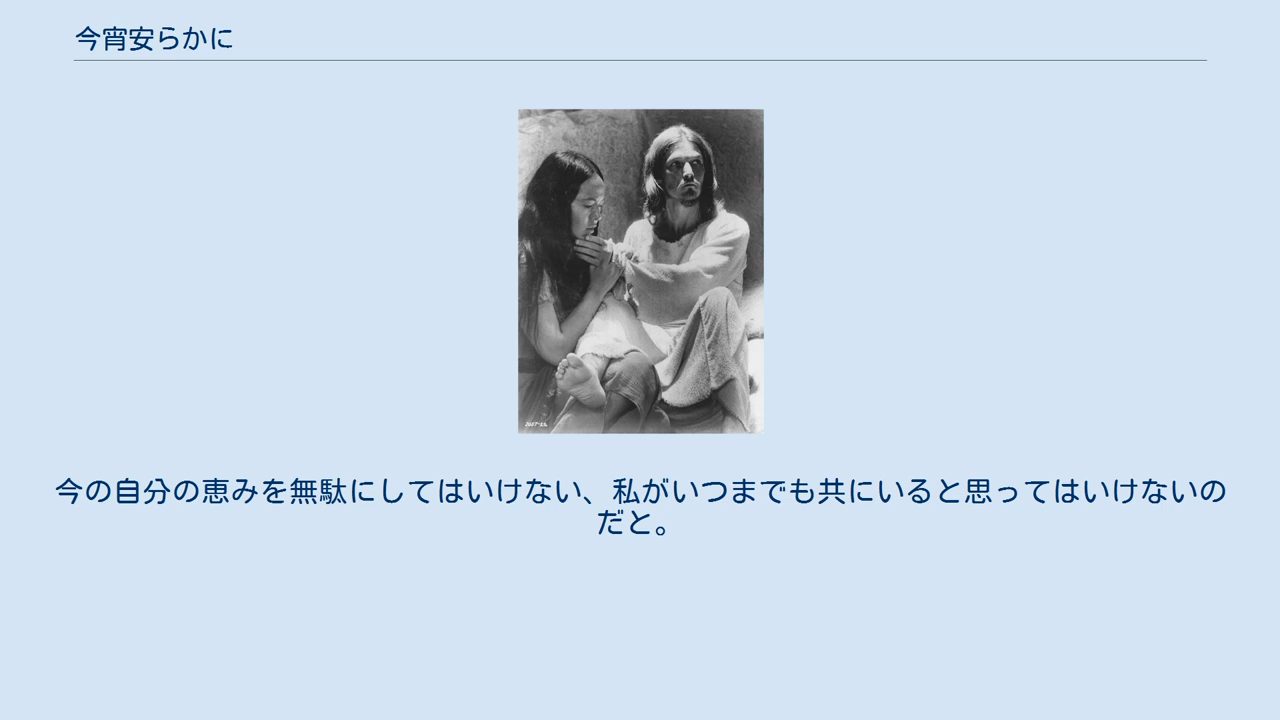 今宵安らかに
今の自分の恵みを無駄にしてはいけない、私がいつまでも共にいると思ってはいけないの
だと。